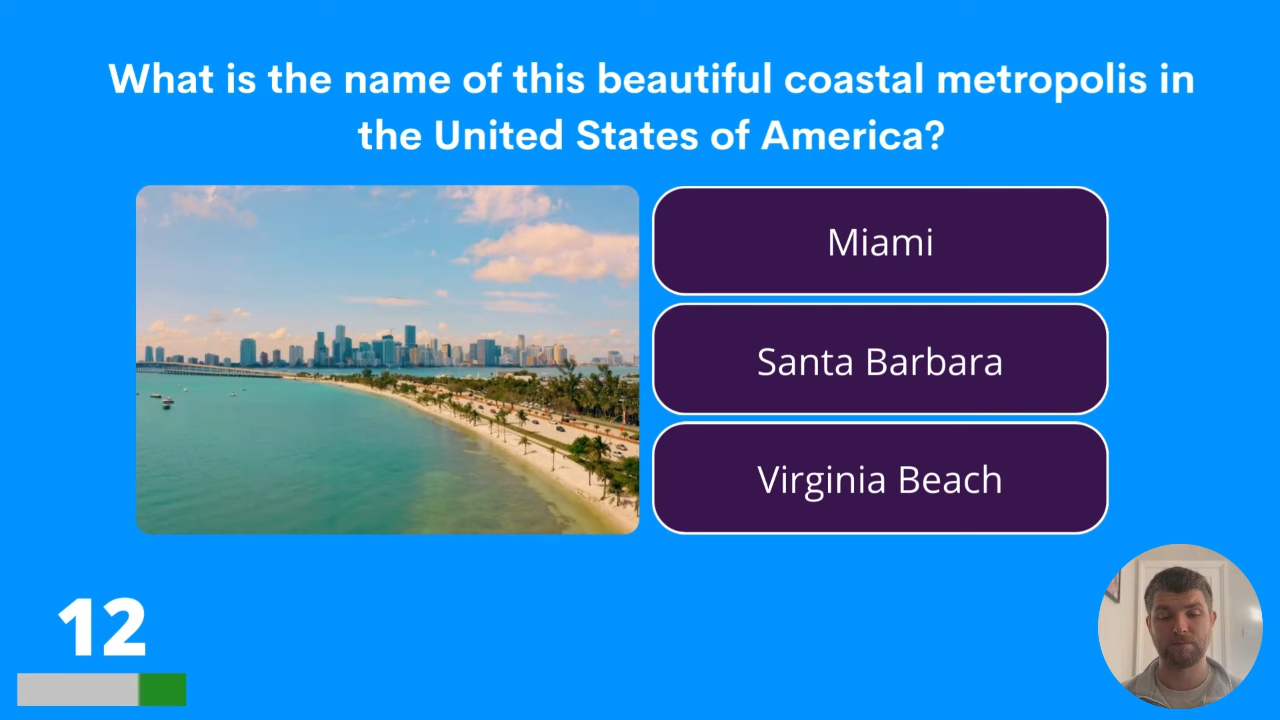 What is the name of this beautiful coastal metropolis in
the United States of America?
Miami
Santa Barbara
Virginia Beach
12